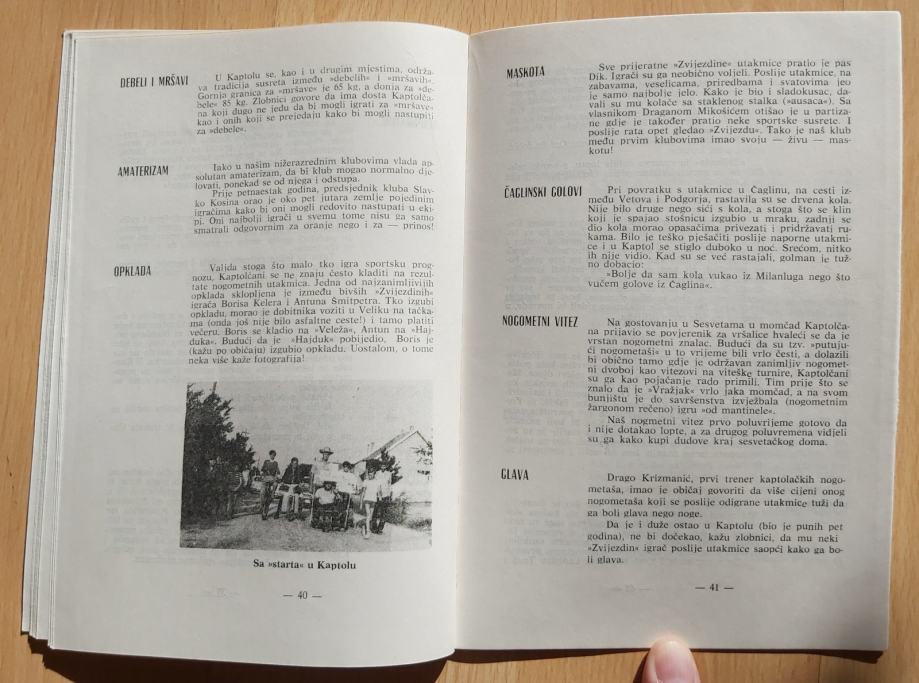 DEBELI I MRŠAVI
U Kaptolu se, kao i u drugim mjestima, održa-
va tradicija susreta između »debelih« i »mršavih«.
Gornja granica za »mršave« je 65 kg, a donja za »de-
bele« 85 kg. Zlobnici govore da ima dosta Kaptolča-
na koji dugo ne jedu da bi mogli igrati za »mršave«
kao i onih koji se prejedaju kako bi mogli nastupiti
za »debele«.
AMATERIZAM
Iako u našim nižerazrednim klubovima vlada ap-
solutan amaterizam, da bi klub mogao normalno dje-
lovati, ponekad se od njega i odstupa.
Prije petnaestak godina, predsjednik kluba Slav-
ko Kosina orao je oko pet jutara zemlje pojedinim
igračima kako bi oni mogli redovito nastupati u eki-
pi. Oni najbolji igrači u svemu tome nisu ga samo
smatrali odgovornim za oranje nego i za — prinos!
OPKLADA
Valjda stoga što malo tko igra sportsku prog-
nozu, Kaptolčani se ne znaju često kladiti na rezul-
tate nogometnih utakmica. Jedna od najzanimljivijih
opklada sklopljena je između bivših »Zvijezdinih«
igrača Borisa Kelera i Antuna Šmitpetra. Tko izgubi
opkladu, morao je dobitnika voziti u Veliku na tačka-
ma (onda još nije bilo asfaltne ceste!) i tamo platiti
večeru. Boris se kladio na »Veleža«, Antun na »Haj-
duka«. Budući da je »Hajduk« pobijedio, Boris je
(kažu po običaju) izgubio opkladu. Uostalom, o tome
neka više kaže fotografija!
Sa »starta« u Kaptolu
— 40 —
MASKOTA
Sve prijeratne »Zvijezdine« utakmice pratio je pas
Dik. Igrači su ga neobično voljeli. Poslije utakmice, na
zabavama, veselicama, priredbama i svatovima jeo
je samo najbolje jelo. Kako je bio i sladokusac, da-
vali su mu kolače sa staklenog stalka (»ausaca«). Sa
vlasnikom Draganom Mikošićem otišao je u partiza-
ne gdje je također pratio neke sportske susrete. I
poslije rata opet gledao »Zvijezdu«. Tako je naš klub
među prvim klubovima imao svoju — živu — mas-
kotu!
ČAGLINSKI GOLOVI
Pri povratku s utakmice u Čaglinu, na cesti iz-
među Vetova i Podgorja, rastavila su se drvena kola.
Nije bilo druge nego sići s kola, a stoga što se klin
koji je spajao stošnicu izgubio u mraku, zadnji se
dio kola morao opasačima privezati i pridržavati ru-
kama. Bilo je teško pješačiti poslije naporne utakmi-
ce i u Kaptol se stiglo duboko u noć. Srećom, nitko
ih nije vidio. Kad su se već rastajali, golman je tuž-
no dobacio:
»Bolje da sam kola vukao iz Milanluga nego što
vučem golove iz Čaglina«.
NOGOMETNI VITEZ
Na gostovanju u Sesvetama u momčad Kaptolča-
na prijavio se povjerenik za vršalice hvaleći se da je
vrstan nogometni znalac. Budući da su tzv. »putuju-
ći nogometaši« u to vrijeme bili vrlo česti, a dolazili
bi obično tamo gdje je održavan zanimljiv nogomet-
ni dvoboj kao vitezovi na viteške turnire, Kaptolčani
su ga kao pojačanje rado primili. Tim prije što se
znalo da je »Vražjak« vrlo jaka momčad, a na svom
bunjištu je do savršenstva izvježbala (nogometnim
žargonom rečeno) igru »od mantinele«.
Naš nogmetni vitez prvo poluvrijeme gotovo da
i nije dotakao lopte, a za drugog poluvremena vidjeli
su ga kako kupi dudove kraj sesvetačkog doma.
GLAVA
Drago Krizmanić, prvi trener kaptolačkih nogo-
metaša, imao je običaj govoriti da više cijeni onog
nogometaša koji se poslije odigrane utakmice tuži da
ga boli glava nego noge.
Da je i duže ostao u Kaptolu (bio je punih pet
godina), ne bi dočekao, kažu zlobnici, da mu neki
»Zvijezdin« igrač poslije utakmice saopći kako ga bo-
li glava.
— 41 —